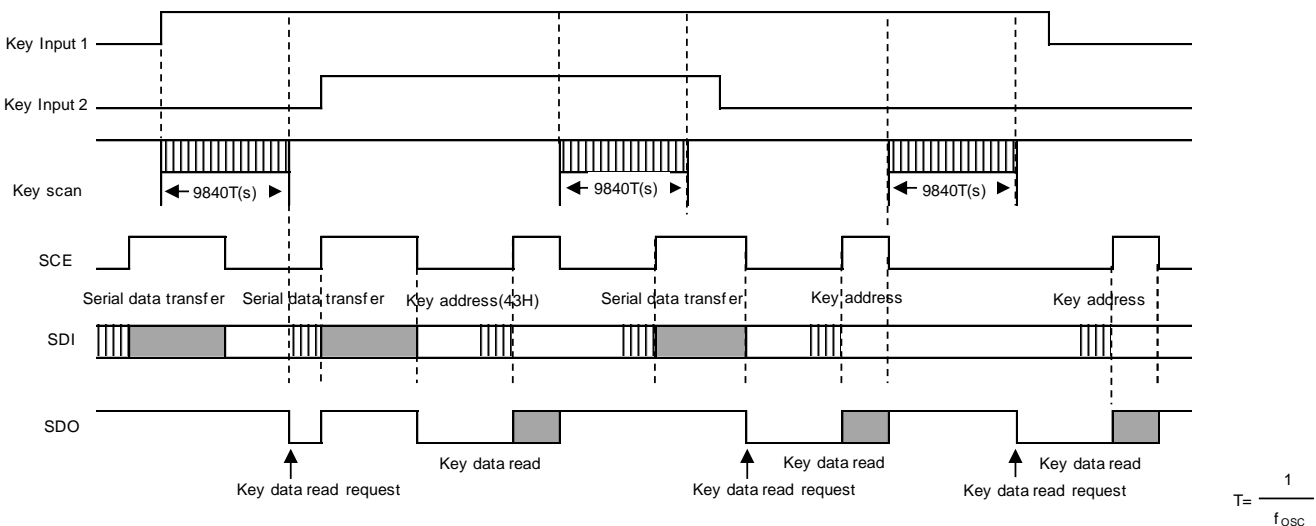 Key Input 1
Key Input 2
Key scan
9840T(s) 9840T(s) 9840T(s)
SCE
Serial data transfer Serial data transfer Key address(43H) Serial data transfer Key address Key address
SDI
SDO
Key data read Key data read Key data read
Key data read request Key data read request Key data read request
T= 1
fOSC